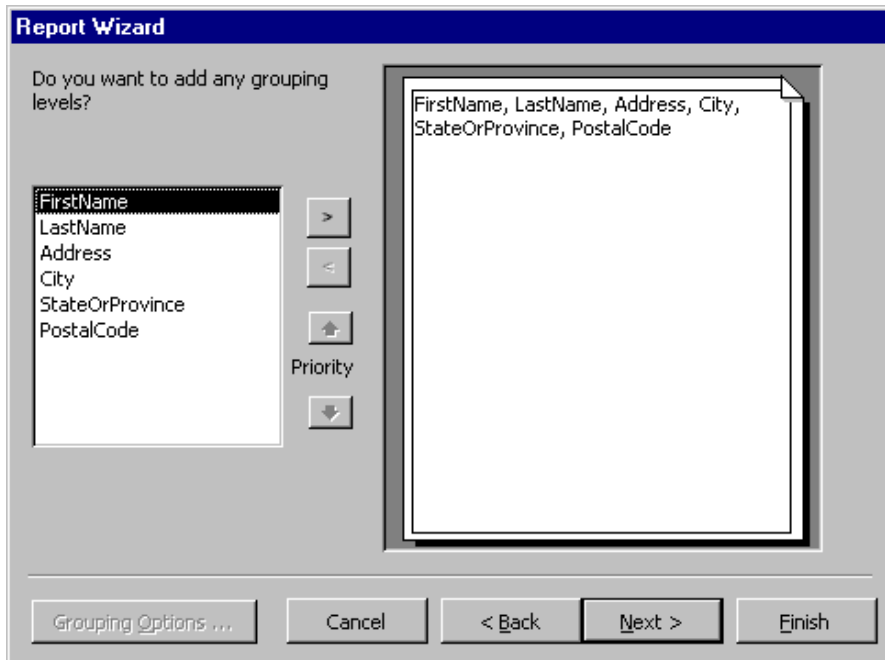 Report Wizard
Do you want to add any grouping
levels?
FirstName
LastName
Address
City
StateOrProvince
PostalCode
>
<
Priority
FirstName, LastName, Address, City,
StateOrProvince, PostalCode
Grouping Options ...
Cancel
< Back
Next >
Finish